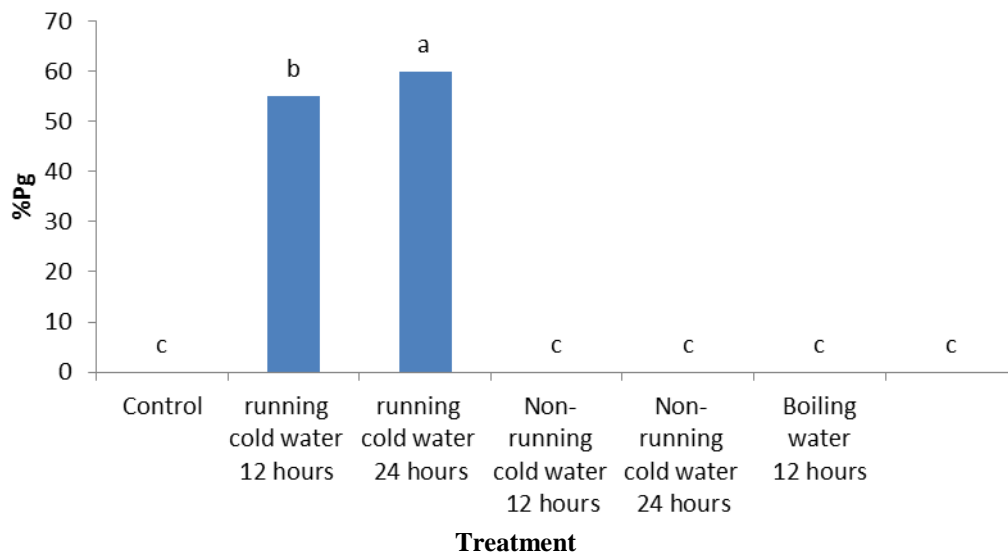 70
60
50
40
30
20
10
0
%Pg
c
b
a
c
c
c
c
Control
running
cold water
12 hours
running
cold water
24 hours
Non-
running
cold water
12 hours
Non-
running
cold water
24 hours
Boiling
water
12 hours
Treatment